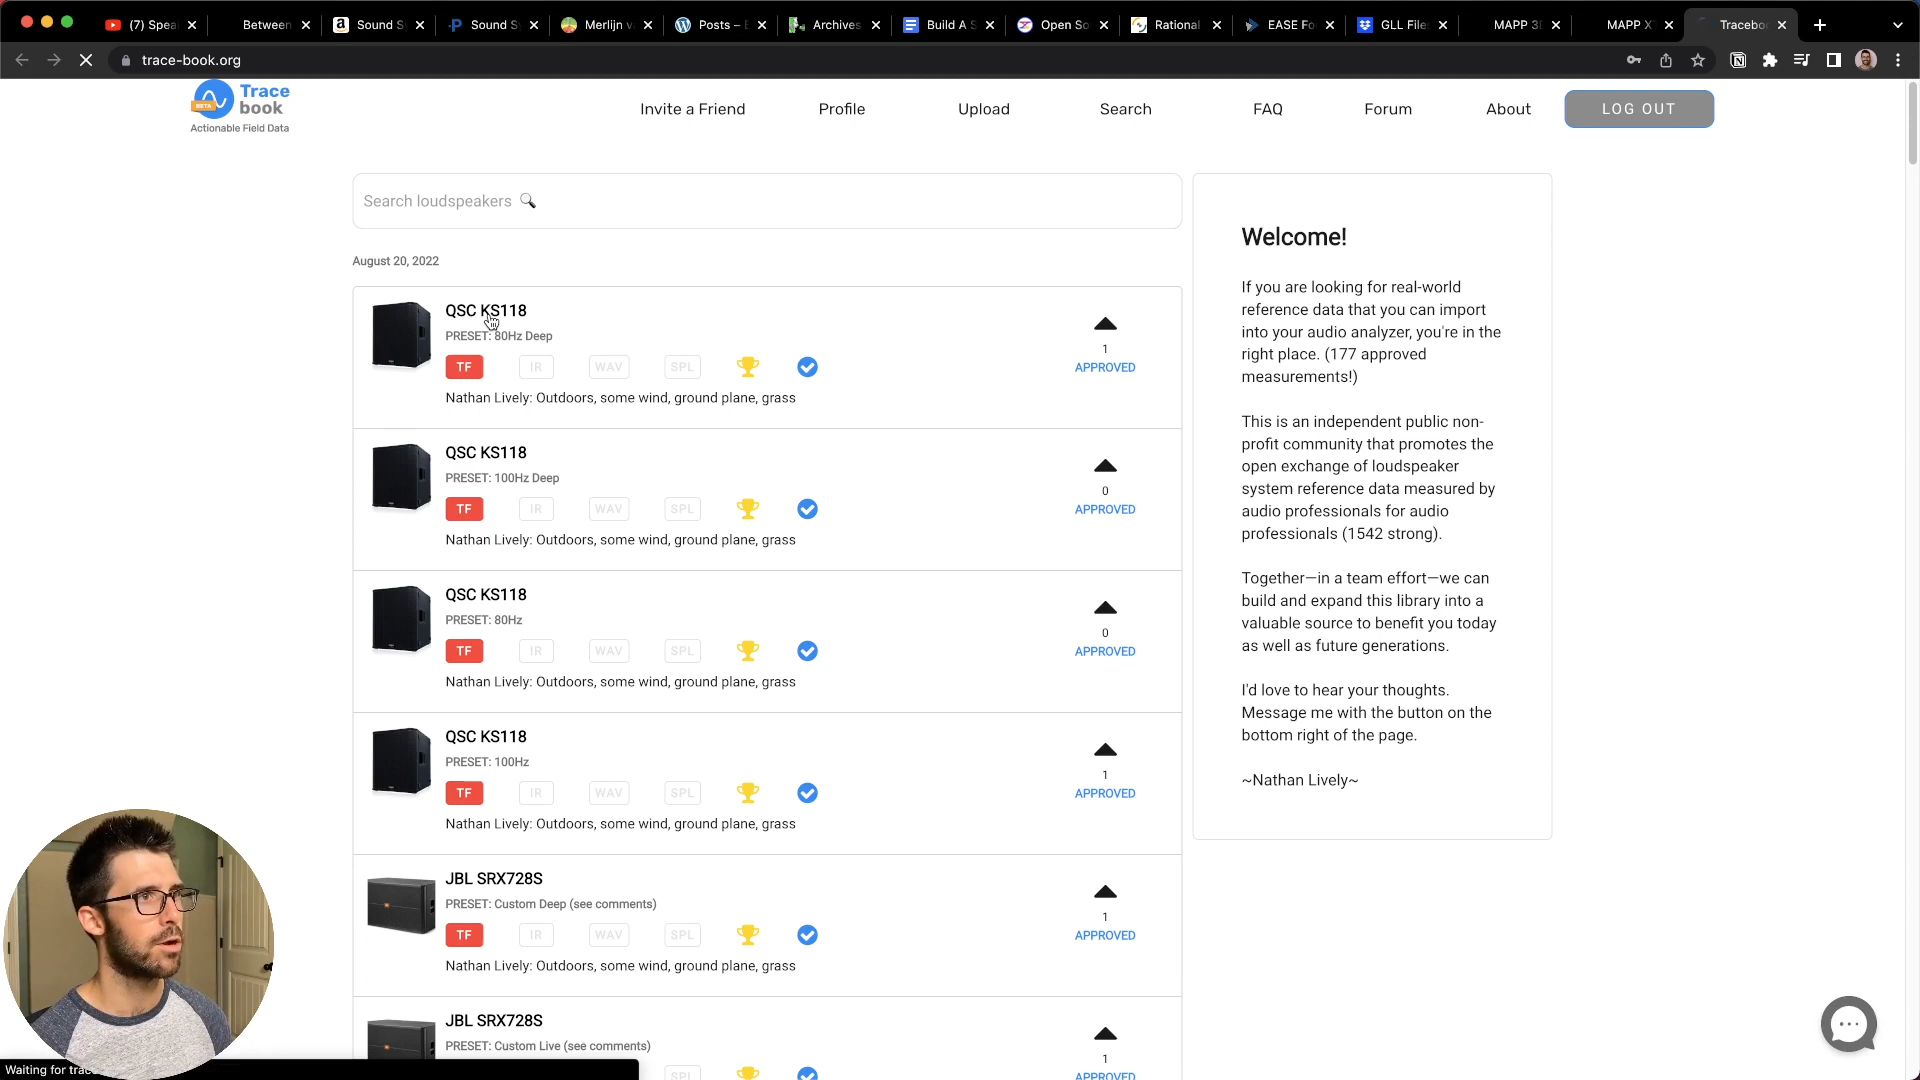 (7) Spea
Between
Sound S
Sound S
Merlijn v
Posts –
Archives
Build A S
Open So
Rational
EASE Fo
GLL File
MAPP 3
MAPP X
Tracebo
trace-book.org
Trace
book
BETA
Actionable Field Data
Invite a Friend
Profile
Upload
Search
FAQ
Forum
About
LOG OUT
Search loudspeakers 🔍
August 20, 2022
QSC KS118
PRESET: 80Hz Deep
TF IR WAV SPL
Nathan Lively: Outdoors, some wind, ground plane, grass
1
APPROVED
QSC KS118
PRESET: 100Hz Deep
TF IR WAV SPL
Nathan Lively: Outdoors, some wind, ground plane, grass
0
APPROVED
QSC KS118
PRESET: 80Hz
TF IR WAV SPL
Nathan Lively: Outdoors, some wind, ground plane, grass
0
APPROVED
QSC KS118
PRESET: 100Hz
TF IR WAV SPL
Nathan Lively: Outdoors, some wind, ground plane, grass
1
APPROVED
JBL SRX728S
PRESET: Custom Deep (see comments)
TF IR WAV SPL
Nathan Lively: Outdoors, some wind, ground plane, grass
1
APPROVED
JBL SRX728S
PRESET: Custom Live (see comments)
SPL
1
APPROVED
Welcome!
If you are looking for real-world
reference data that you can import
into your audio analyzer, you're in the
right place. (177 approved
measurements!)
This is an independent public non-
profit community that promotes the
open exchange of loudspeaker
system reference data measured by
audio professionals for audio
professionals (1542 strong).
Together—in a team effort—we can
build and expand this library into a
valuable source to benefit you today
as well as future generations.
I'd love to hear your thoughts.
Message me with the button on the
bottom right of the page.
~Nathan Lively~
Waiting for trac